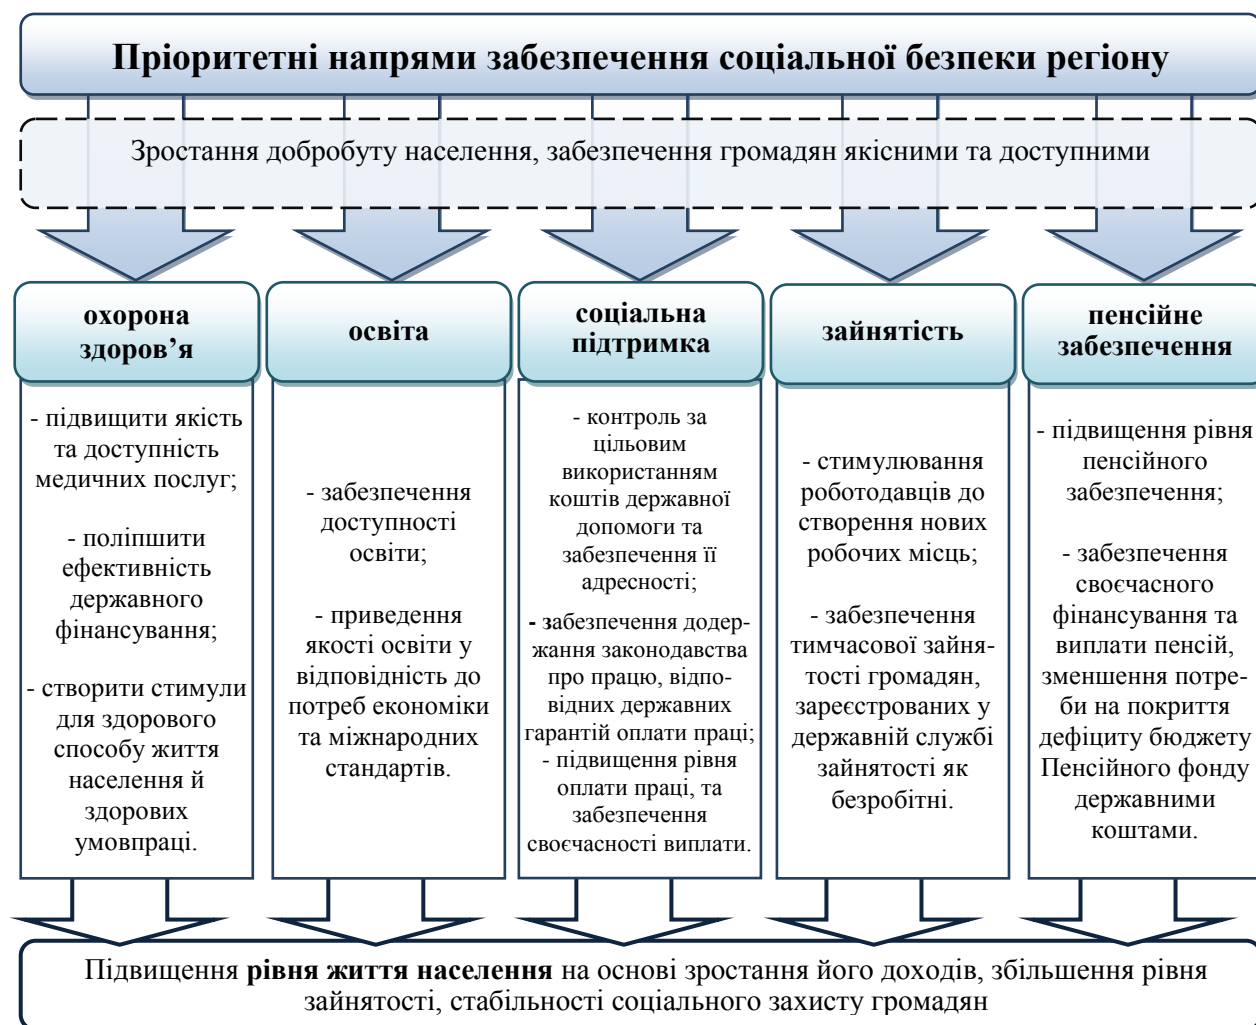 Пріоритетні напрями забезпечення соціальної безпеки регіону
Зростання добробуту населення, забезпечення громадян якісними та доступними
охорона
здоров’я
- підвищити якість
та доступність
медичних послуг;
- поліпшити
ефективність
державного
фінансування;
- створити стимули
для здорового
способу життя
населення й
здорових
умовпраці.
освіта
- забезпечення
доступності
освіти;
- приведення
якості освіти у
відповідність до
потреб економіки
та міжнародних
стандартів.
соціальна
підтримка
- контроль за
цільовим
використанням
коштів державної
допомоги та
забезпечення її
адресності;
- забезпечення додер-
жання законодавства
про працю, відпо-
відних державних
гарантій оплати праці;
- підвищення рівня
оплати праці, та
забезпечення
своєчасності виплати.
зайнятість
- стимулювання
роботодавців до
створення нових
робочих місць;
- забезпечення
тимчасової зайня-
тості громадян,
зареєстрованих у
державній службі
зайнятості як
безробітні.
пенсійне
забезпечення
- підвищення рівня
пенсійного
забезпечення;
- забезпечення
своєчасного
фінансування та
виплати пенсій,
зменшення потре-
би на покриття
дефіциту бюджету
Пенсійного фонду
державними
коштами.
Підвищення рівня життя населення на основі зростання його доходів, збільшення рівня
зайнятості, стабільності соціального захисту громадян